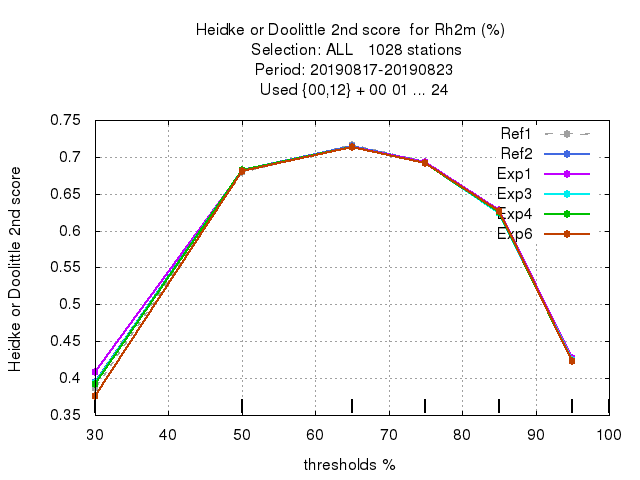 Heidke or Doolittle 2nd score  for Rh2m (%)
Selection: ALL   1028 stations
Period: 20190817-20190823
Used {00,12} + 00 01 ... 24
Heidke or Doolittle 2nd score
0.75
0.7
0.65
0.6
0.55
0.5
0.45
0.4
0.35
Ref1
Ref2
Exp1
Exp3
Exp4
Exp6
30 40 50 60 70 80 90 100
thresholds %